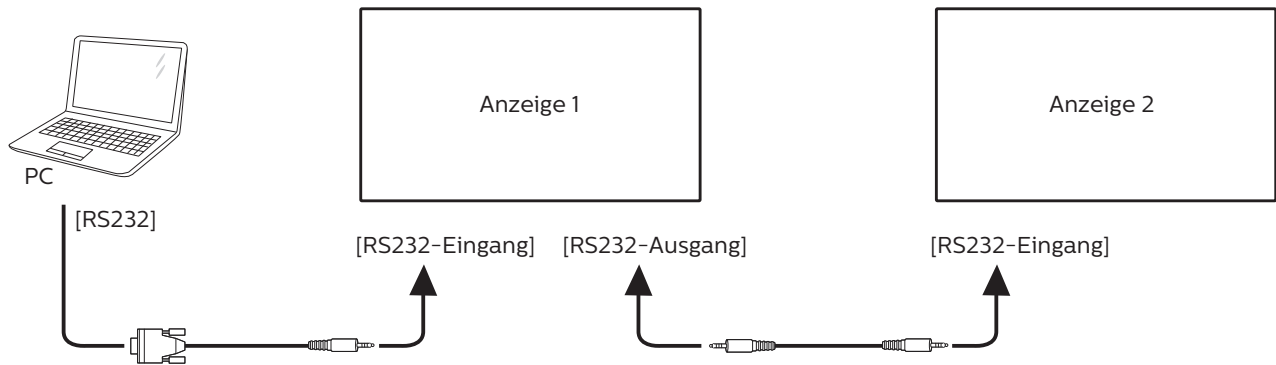 Anzeige 1
Anzeige 2
PC
[RS232]
[RS232-Eingang]
[RS232-Ausgang]
[RS232-Eingang]